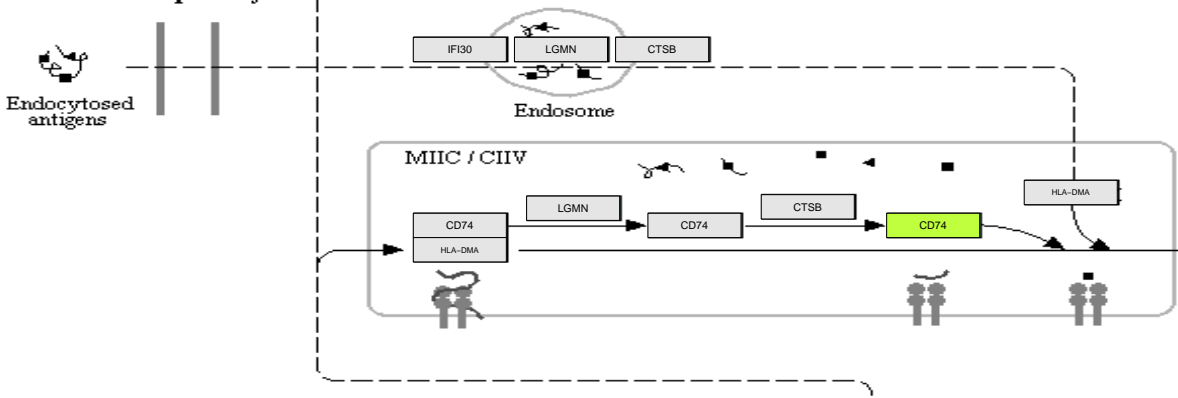 IFI30
LGMN
CTSB
Endocytosed
antigens
Endosome
MIIC / CIIV
HLA-DMA
LGMN
CTSB
CD74
CD74
CD74
HLA-DMA